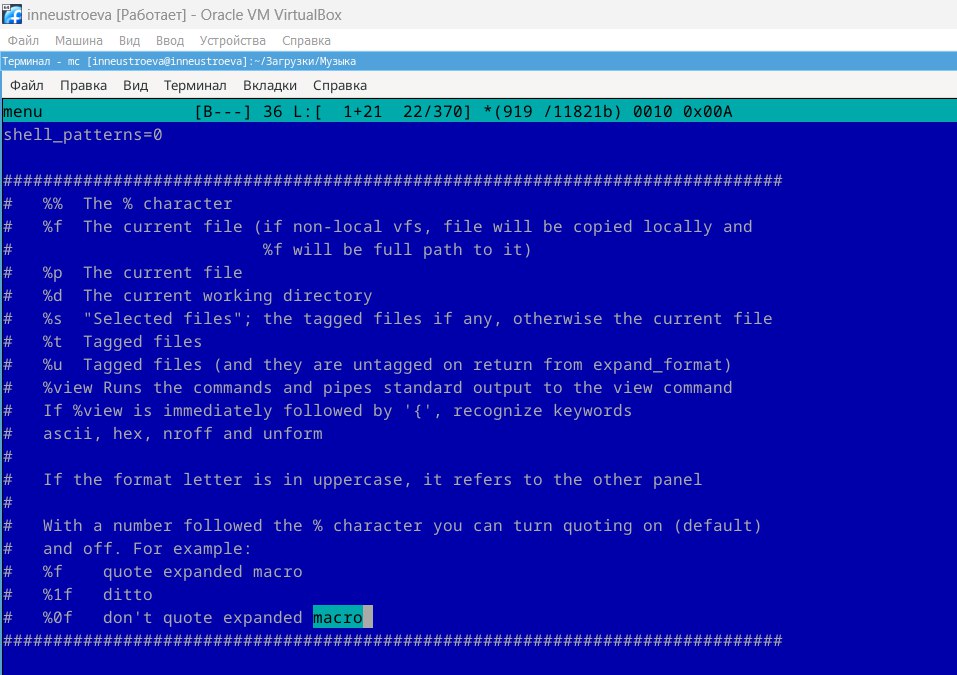 inneustroeva [Работает] - Oracle VM VirtualBox
Файл Машина Вид Ввод Устройства Справка
Терминал - mc [inneustroeva@inneustroeva]:~/Загрузки/Музыка
Файл Правка Вид Терминал Вкладки Справка
menu [B---] 36 L:[ 1+21 22/370] *(919 /11821b) 0010 0x00A
shell_patterns=0
##############################################################################
# %% The % character
# %f The current file (if non-local vfs, file will be copied locally and
# %f will be full path to it)
# %p The current file
# %d The current working directory
# %s "Selected files"; the tagged files if any, otherwise the current file
# %t Tagged files
# %u Tagged files (and they are untagged on return from expand_format)
# %view Runs the commands and pipes standard output to the view command
# If %view is immediately followed by '{', recognize keywords
# ascii, hex, nroff and unform
#
# If the format letter is in uppercase, it refers to the other panel
#
# With a number followed the % character you can turn quoting on (default)
# and off. For example:
# %f quote expanded macro
# %1f ditto
# %0f don't quote expanded macro
##############################################################################